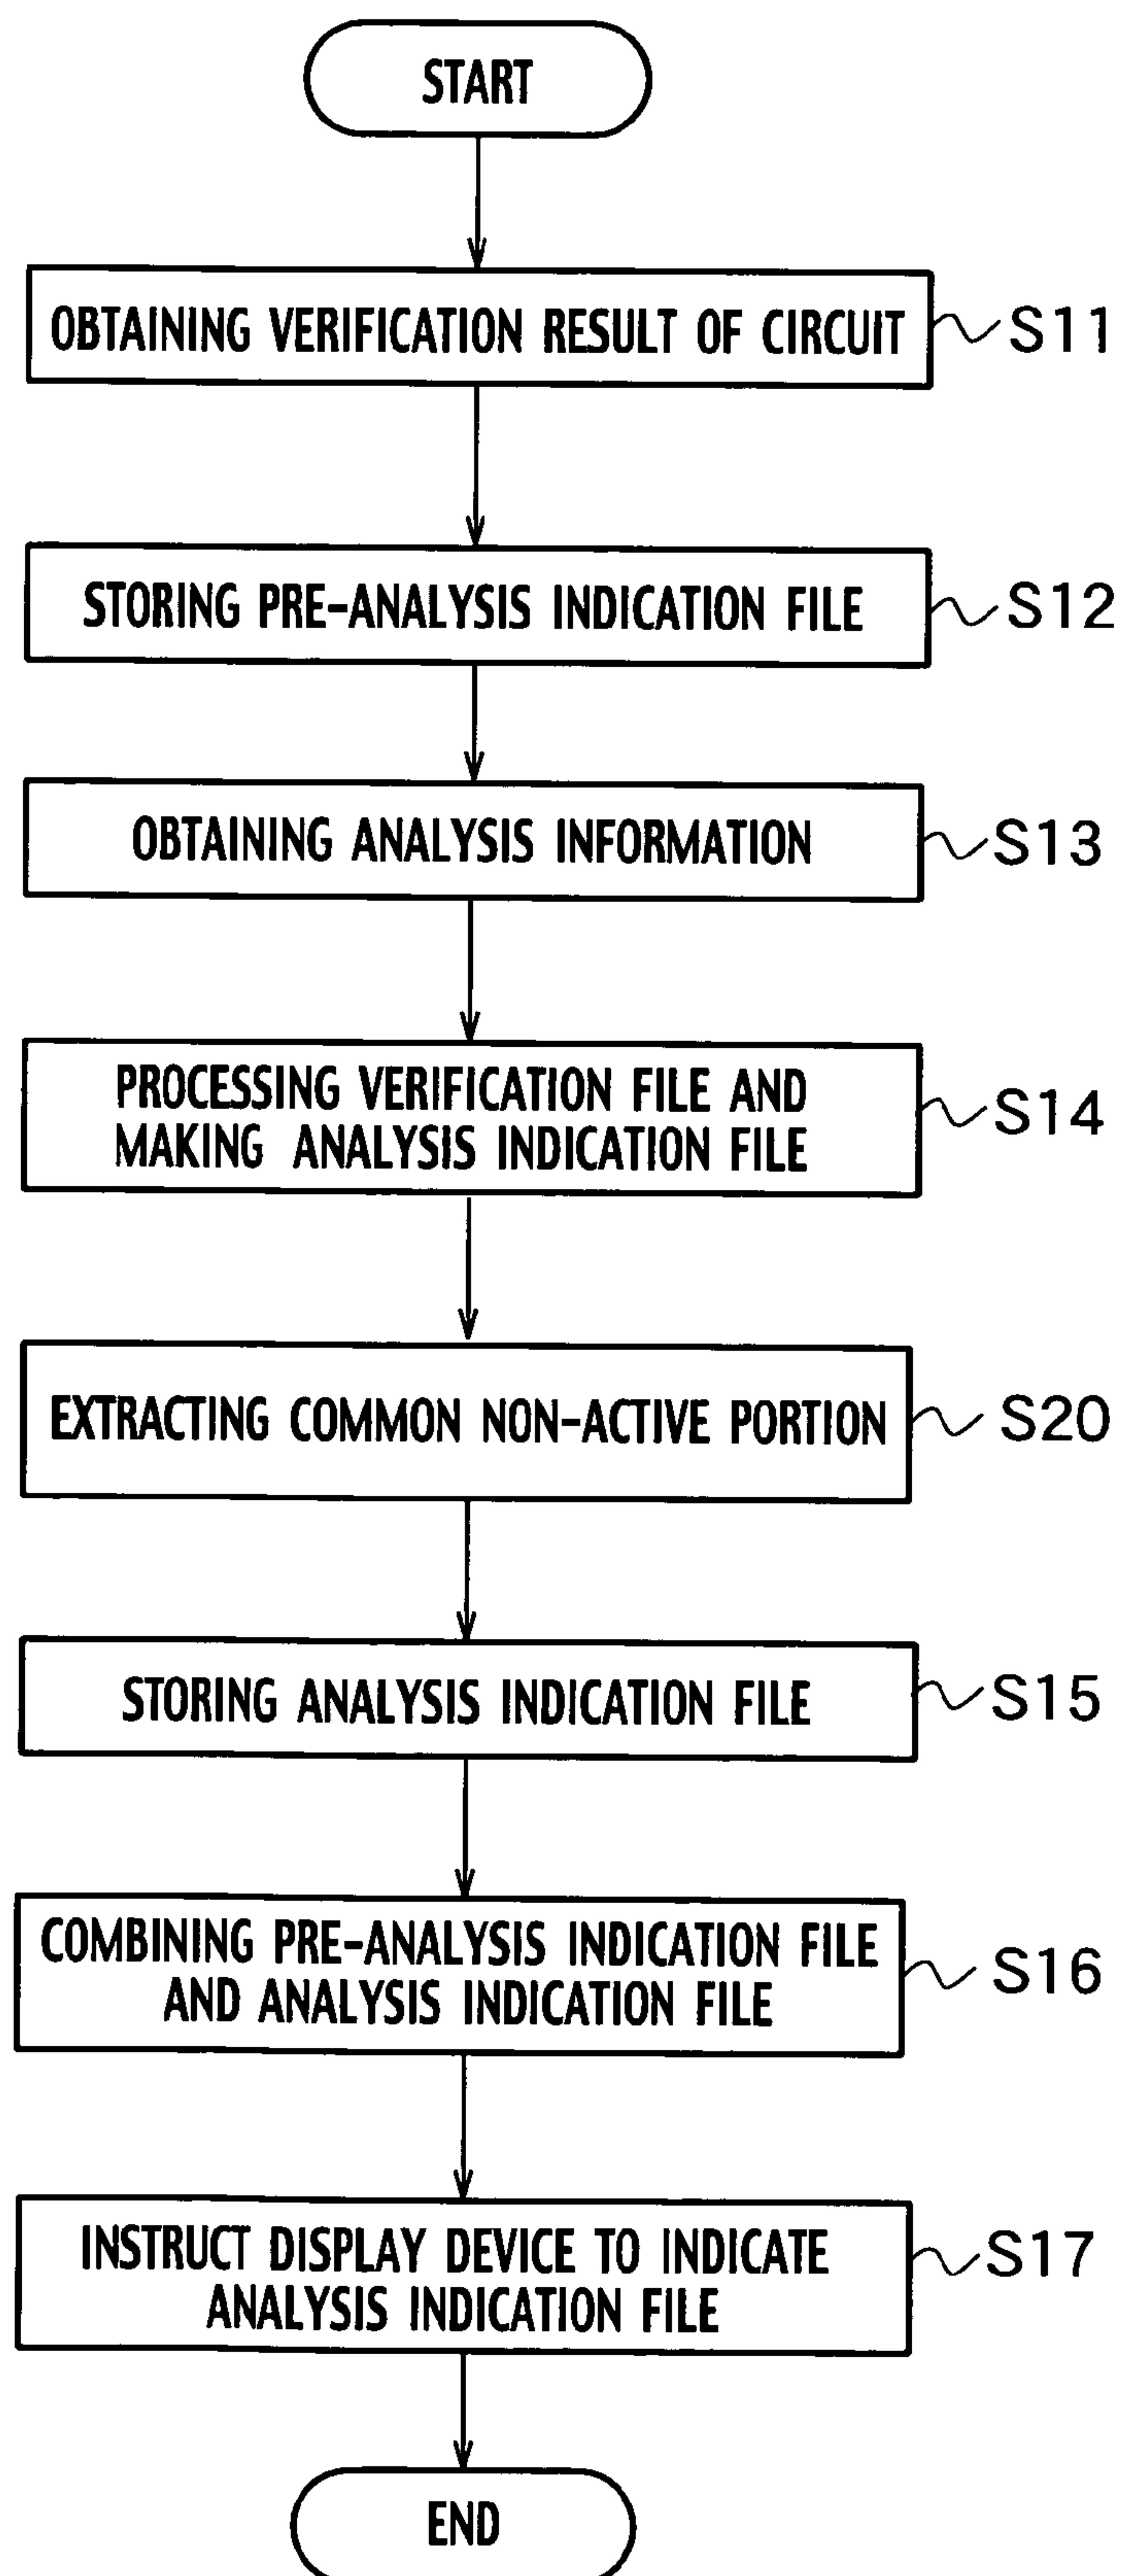 START
OBTAINING VERIFICATION RESULT OF CIRCUIT
S11
STORING PRE-ANALYSIS INDICATION FILE
S12
OBTAINING ANALYSIS INFORMATION
S13
PROCESSING VERIFICATION FILE AND
MAKING ANALYSIS INDICATION FILE
S14
EXTRACTING COMMON NON-ACTIVE PORTION
S20
STORING ANALYSIS INDICATION FILE
S15
COMBINING PRE-ANALYSIS INDICATION FILE
AND ANALYSIS INDICATION FILE
S16
INSTRUCT DISPLAY DEVICE TO INDICATE
ANALYSIS INDICATION FILE
S17
END